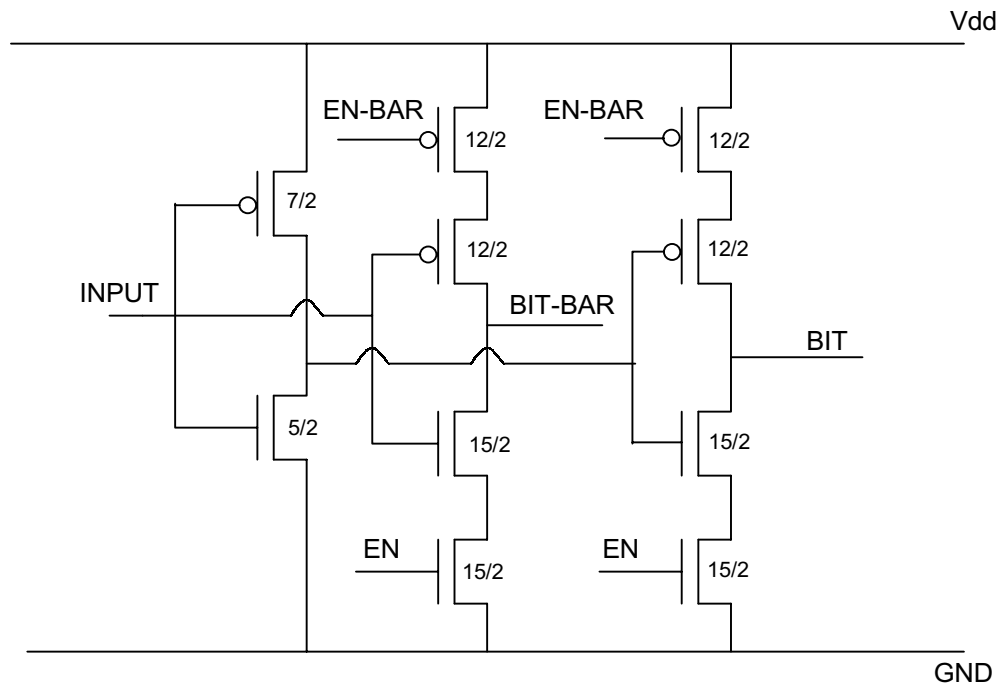 Vdd
EN-BAR
12/2
EN-BAR
12/2
7/2
12/2
12/2
INPUT
BIT-BAR
BIT
5/2
15/2
15/2
EN
15/2
EN
15/2
GND